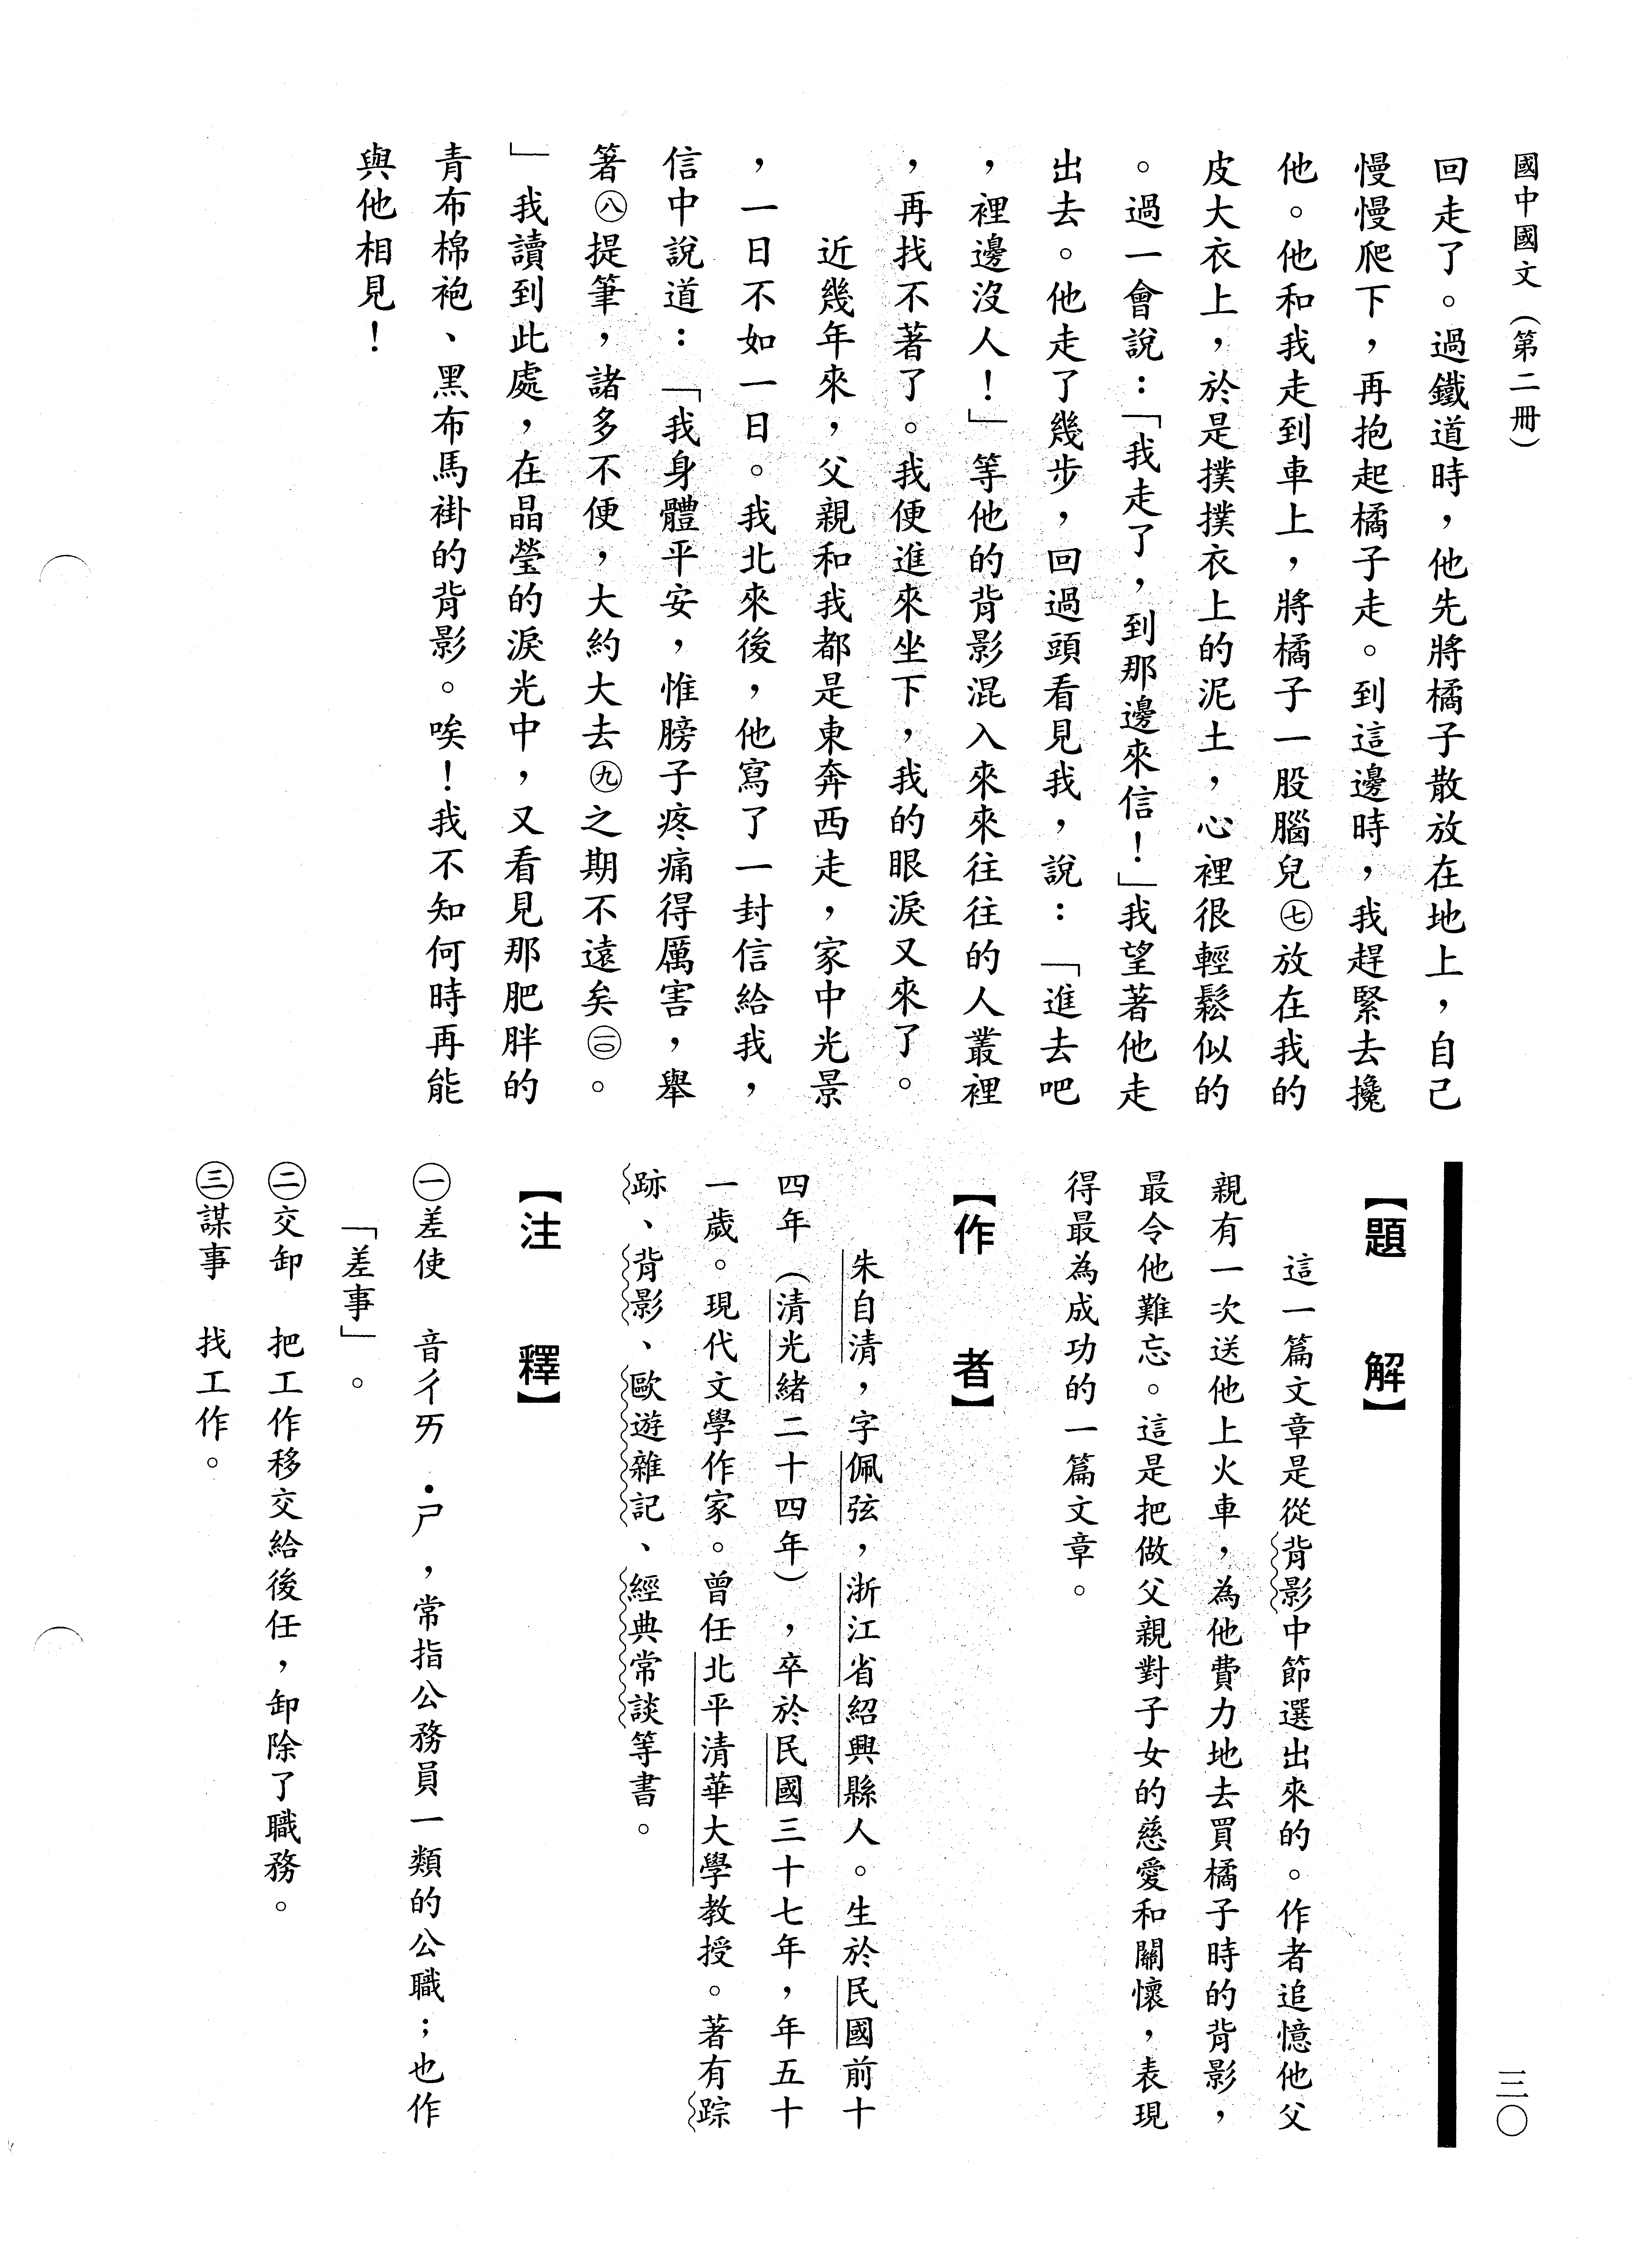 國中國文（第二冊）
三〇
回走了。過鐵道時，他先將橘子散放在地上，自己
慢慢爬下，再抱起橘子走。到這邊時，我趕緊去攙
他。他和我走到車上，將橘子一股腦兒㊆放在我的
皮大衣上，於是撲撲衣上的泥土，心裡很輕鬆似的
。過一會說：「我走了，到那邊來信！」我望著他走
出去。他走了幾步，回過頭看見我，說：「進去吧
，裡邊沒人！」等他的背影混入來來往往的人叢裡
，再找不著了。我便進來坐下，我的眼淚又來了。
近幾年來，父親和我都是東奔西走，家中光景
，一日不如一日。我北來後，他寫了一封信給我，
信中說道：「我身體平安，惟膀子疼痛得厲害，舉
箸㊇提筆，諸多不便，大約大去㊈之期不遠矣㊉。
」我讀到此處，在晶瑩的淚光中，又看見那肥胖的
青布棉袍、黑布馬褂的背影。唉！我不知何時再能
與他相見！
【題解】
這一篇文章是從背影中節選出來的。作者追憶他父
親有一次送他上火車，為他費力地去買橘子時的背影，
最令他難忘。這是把做父親對子女的慈愛和關懷，表現
得最為成功的一篇文章。
【作者】
朱自清，字佩弦，浙江省紹興縣人。生於民國前十
四年（清光緒二十四年），卒於民國三十七年，年五十
一歲。現代文學作家。曾任北平清華大學教授。著有踪
跡、背影、歐遊雜記、經典常談等書。
【注釋】
㊀差使　音ㄔㄞ ˙ㄕ，常指公務員一類的公職；也作
「差事」。
㊁交卸　把工作移交給後任，卸除了職務。
㊂謀事　找工作。